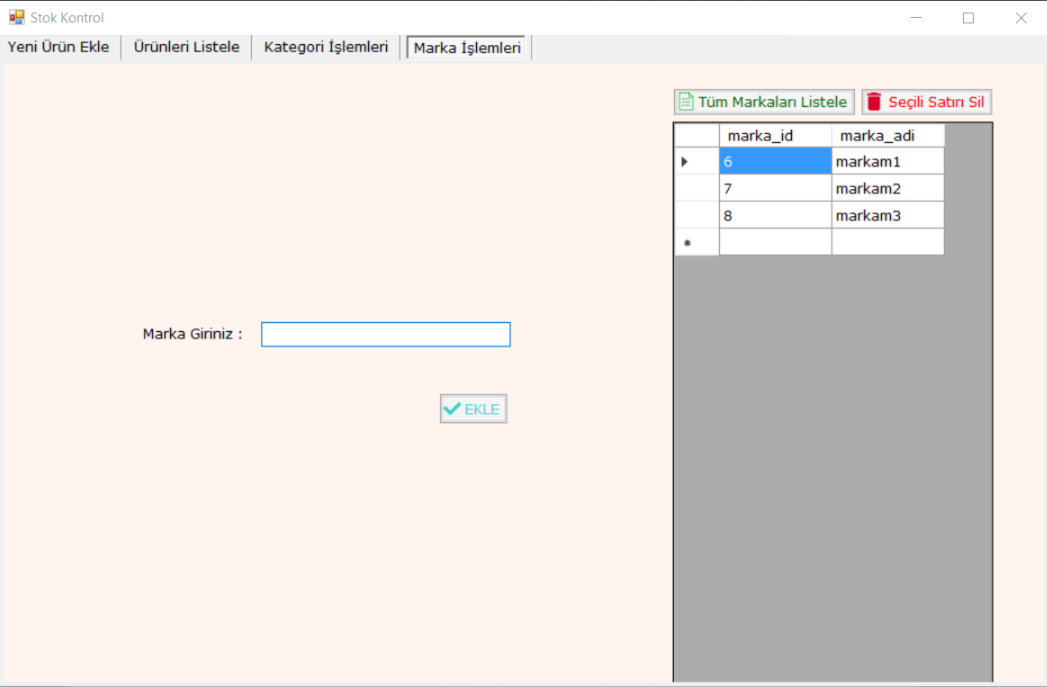 Stok Kontrol
Yeni Ürün Ekle Ürünleri Listele Kategori İşlemleri Marka İşlemleri
Tüm Markaları Listele Seçili Satırı Sil
marka_id marka_adi
6 markam1
7 markam2
8 markam3
Marka Giriniz :
EKLE